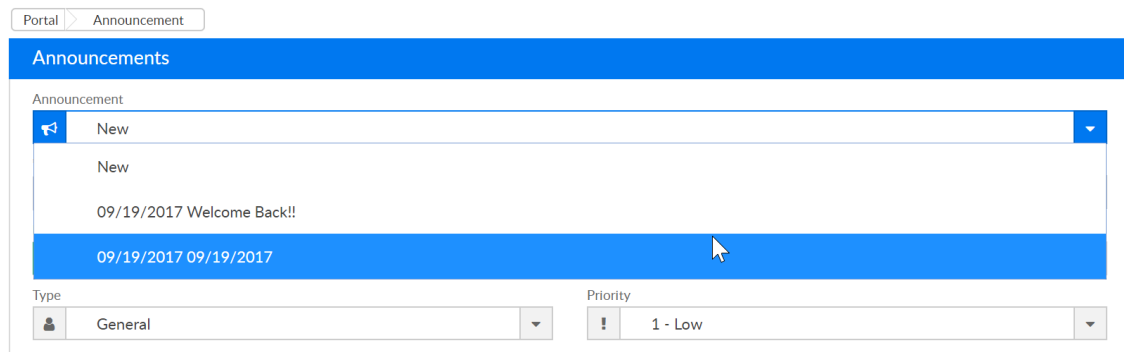 Portal Announcement
Announcements
Announcement
New
New
09/19/2017 Welcome Back!!
09/19/2017 09/19/2017
Type Priority
General 1 - Low